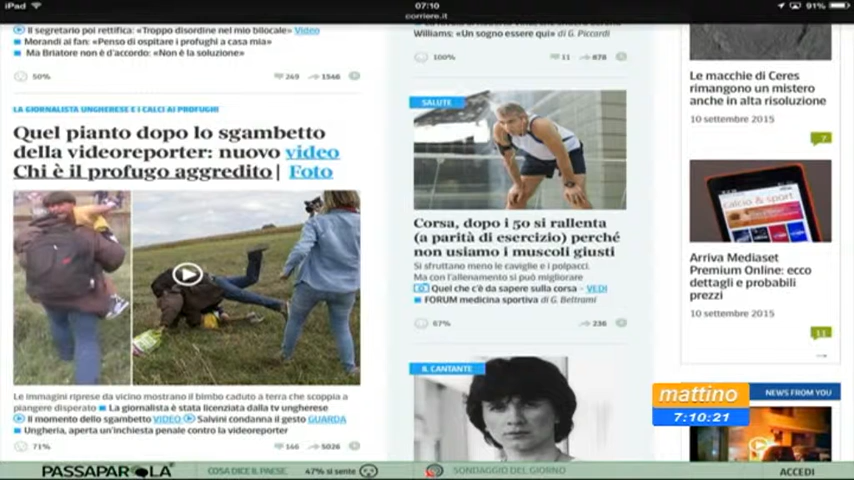 iPad
07:10
91%
corriere.it
Il segretario poi rettifica: «Troppo disordine nel mio bilocale» Video
Morandi ai fan: «Penso di ospitare i profughi a casa mia»
Ma Briatore non è d'accordo: «Non è la soluzione»
50%
249
1546
LA GIORNALISTA UNGHERESE E I CALCI AI PROFUGHI
Quel pianto dopo lo sgambetto
della videoreporter: nuovo video
Chi è il profugo aggredito | Foto
Le immagini riprese da vicino mostrano il bimbo caduto a terra che scoppia a
piangere disperato La giornalista è stata licenziata dalla tv ungherese
Il momento dello sgambetto VIDEO Salvini condanna il gesto GUARDA
Ungheria, aperta un'inchiesta penale contro la videoreporter
71%
146
5026
Williams: «Un sogno essere qui» di G. Piccardi
100%
11
878
SALUTE
Corsa, dopo i 50 si rallenta
(a parità di esercizio) perché
non usiamo i muscoli giusti
Si sfruttano meno le caviglie e i polpacci.
Ma con l'allenamento si può migliorare
Quel che c'è da sapere sulla corsa - VEDI
FORUM medicina sportiva di G. Beltrami
67%
236
IL CANTANTE
Le macchie di Ceres
rimangono un mistero
anche in alta risoluzione
10 settembre 2015
7
calcio & sport
Arriva Mediaset
Premium Online: ecco
dettagli e probabili
prezzi
10 settembre 2015
11
mattino
7:10:21
NEWS FROM YOU
PASSAPAROLA
COSA DICE IL PAESE
47% si sente
SONDAGGIO DEL GIORNO
ACCEDI